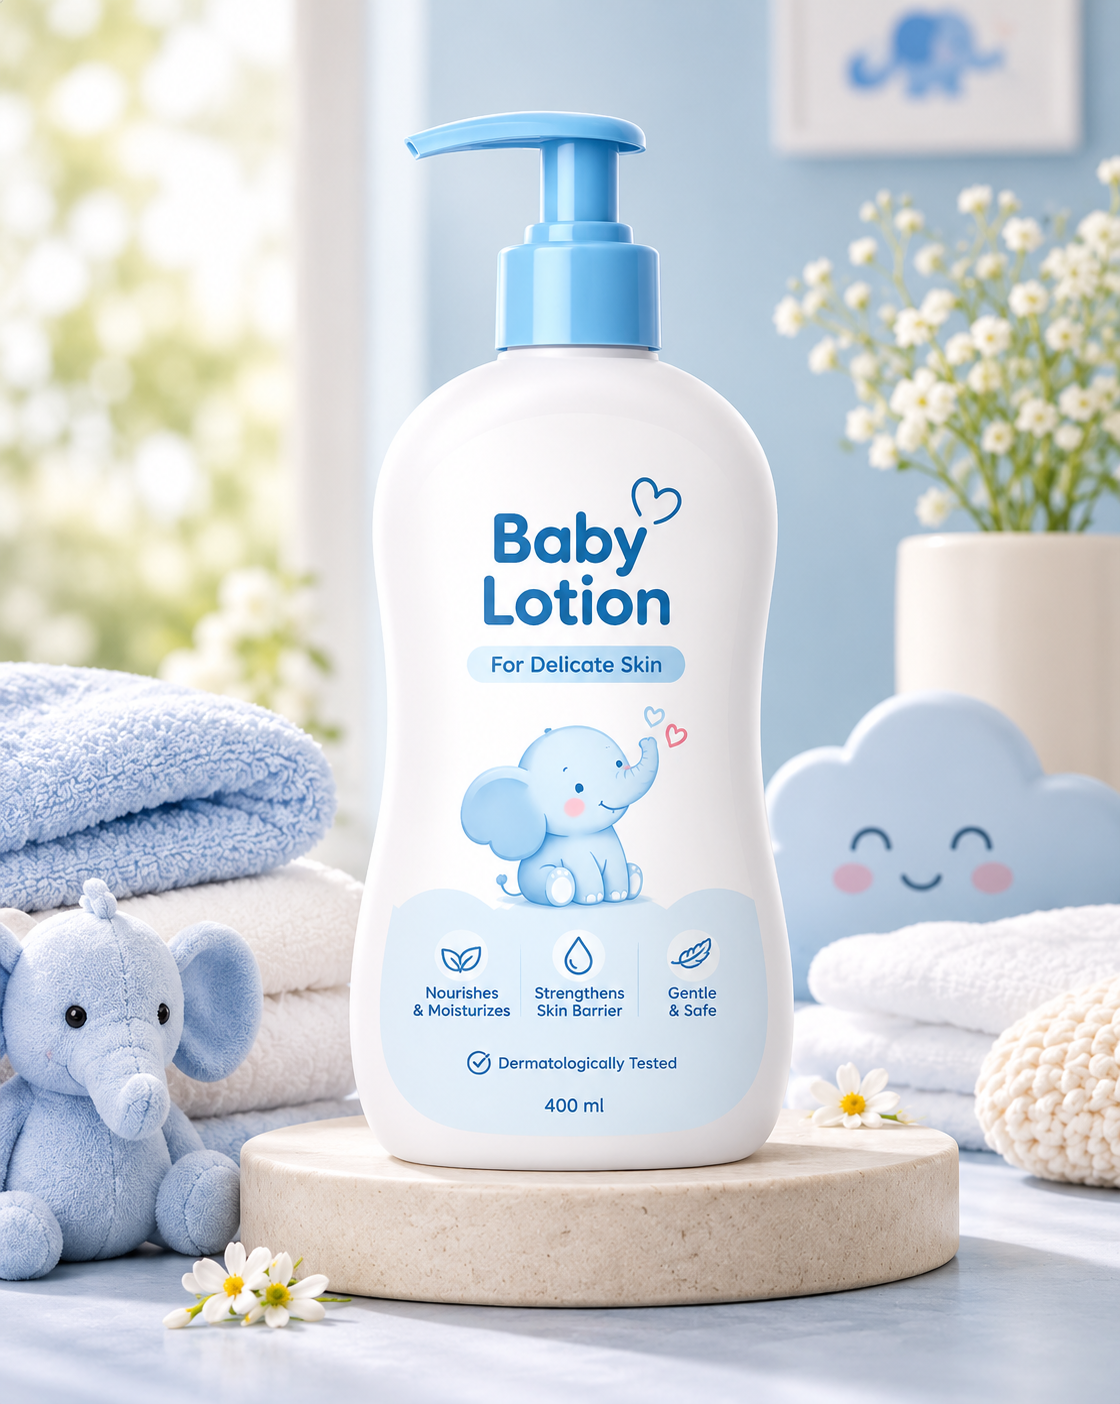 Baby
Lotion
For Delicate Skin
Nourishes
& Moisturizes
Strengthens
Skin Barrier
Gentle
& Safe
Dermatologically Tested
400 ml